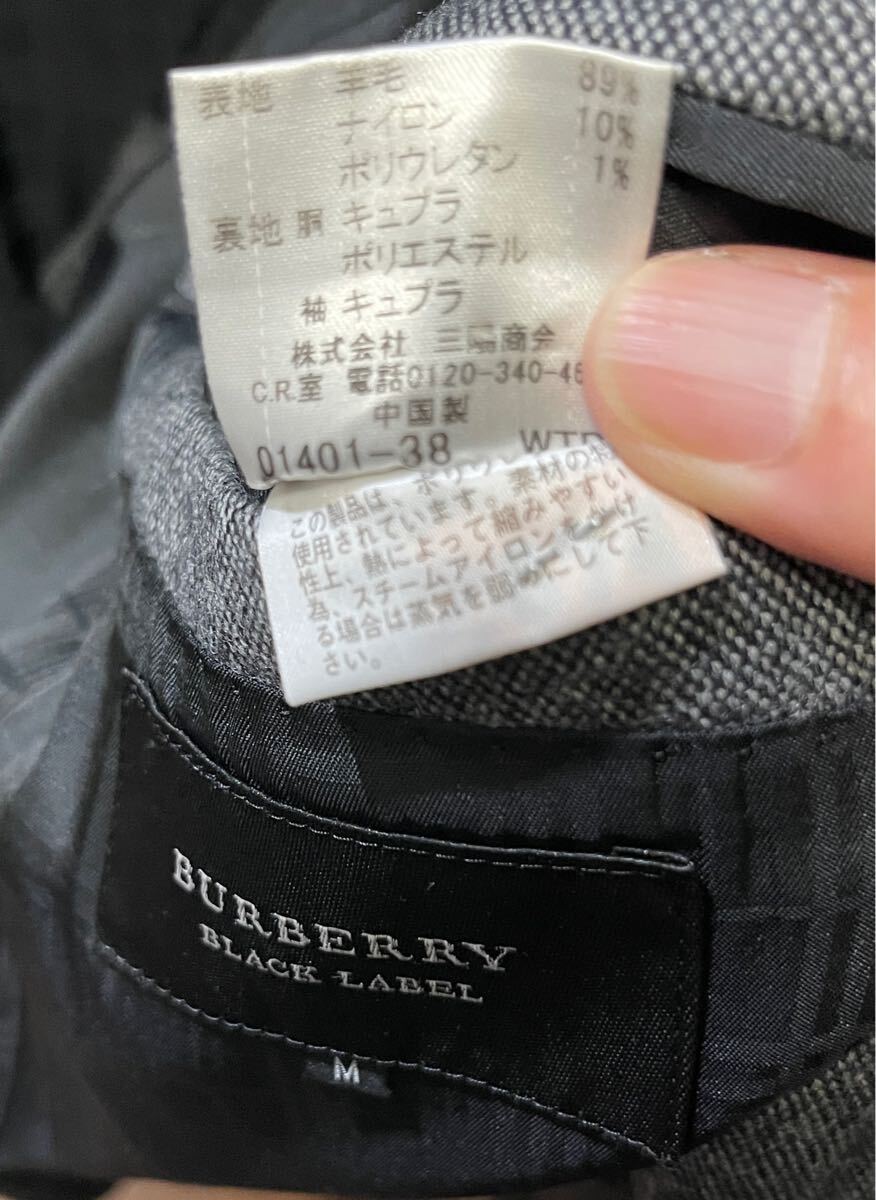 表地 羊毛 89%
ナイロン 10%
ポリウレタン 1%
裏地 胴 キュプラ
ポリエステル
袖 キュプラ
株式会社 三陽商会
C.R.室 電話0120-340-46
中国製
01401-38 WTD
この製品は、ポリウレ
使用されています。素材の特
性上、熱によって縮みやすい
為、スチームアイロンをかけ
る場合は蒸気を弱めにして下
さい。
BURBERRY
BLACK LABEL
M